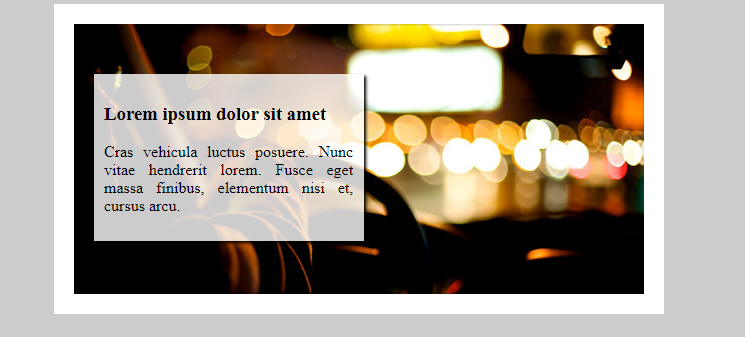 Lorem ipsum dolor sit amet
Cras vehicula luctus posuere. Nunc
vitae hendrerit lorem. Fusce eget
massa finibus, elementum nisi et,
cursus arcu.